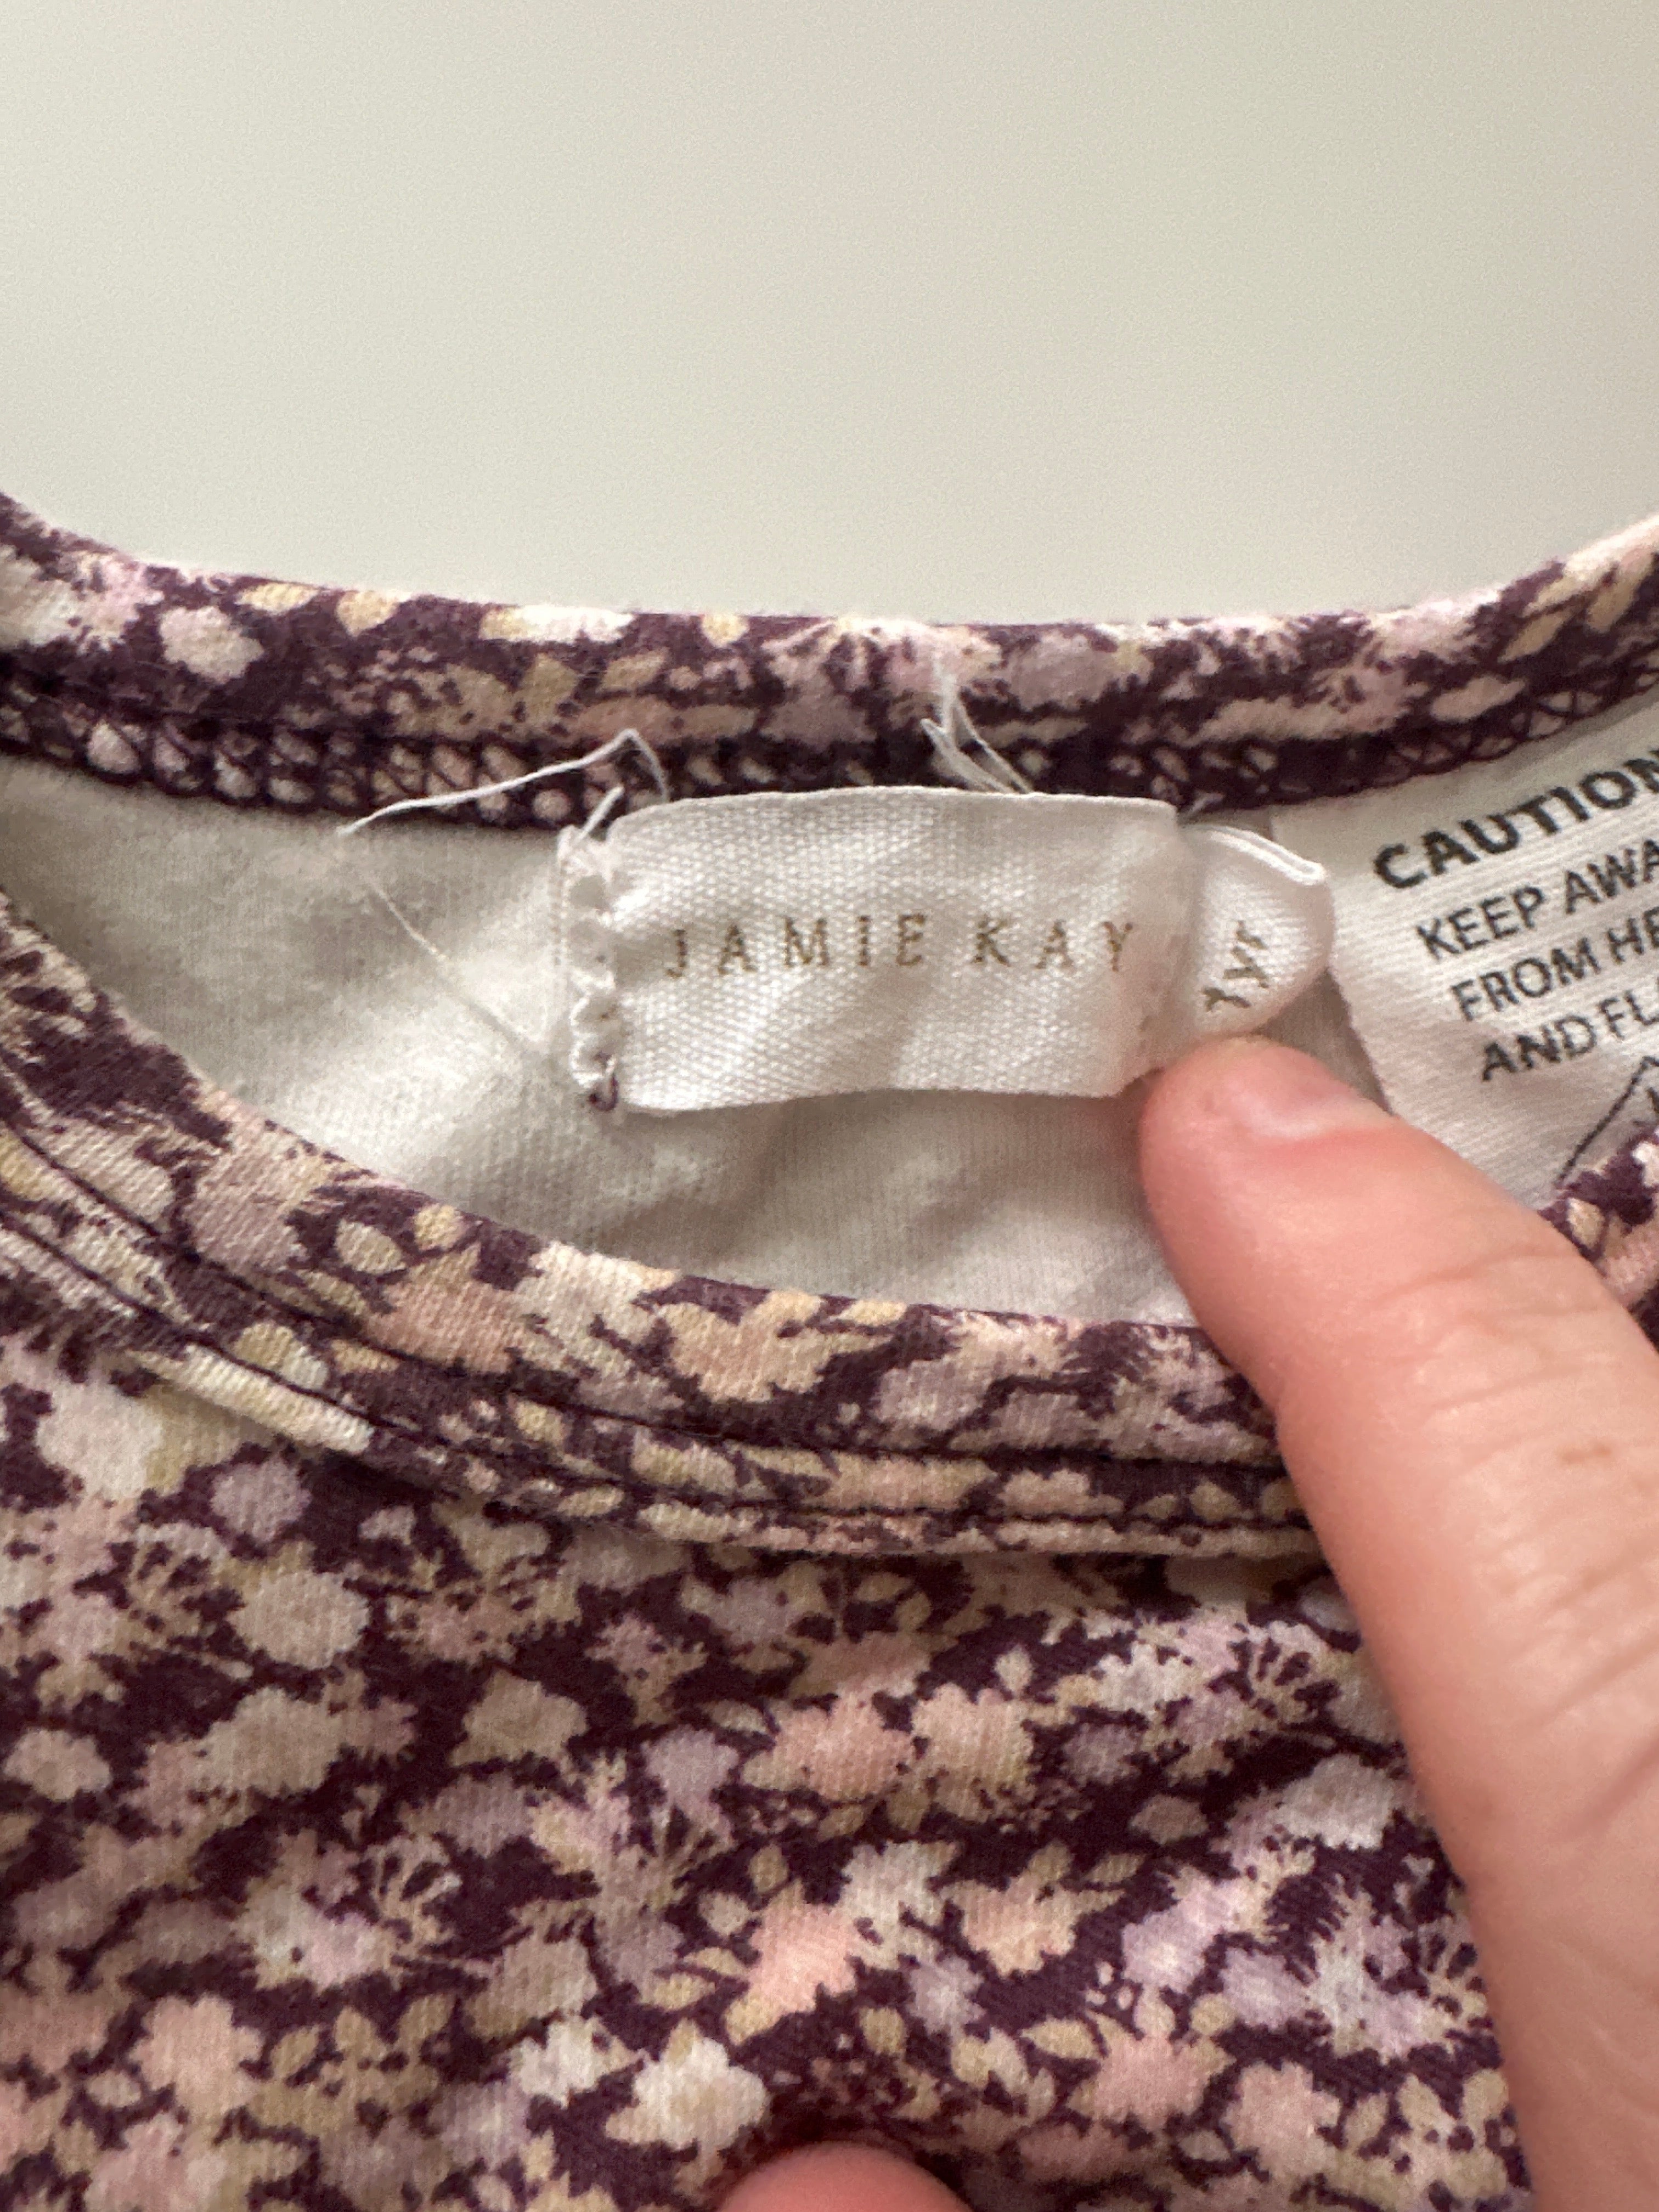 JAMIE KAY
CAUTION
KEEP AWA
FROM HE
AND FL